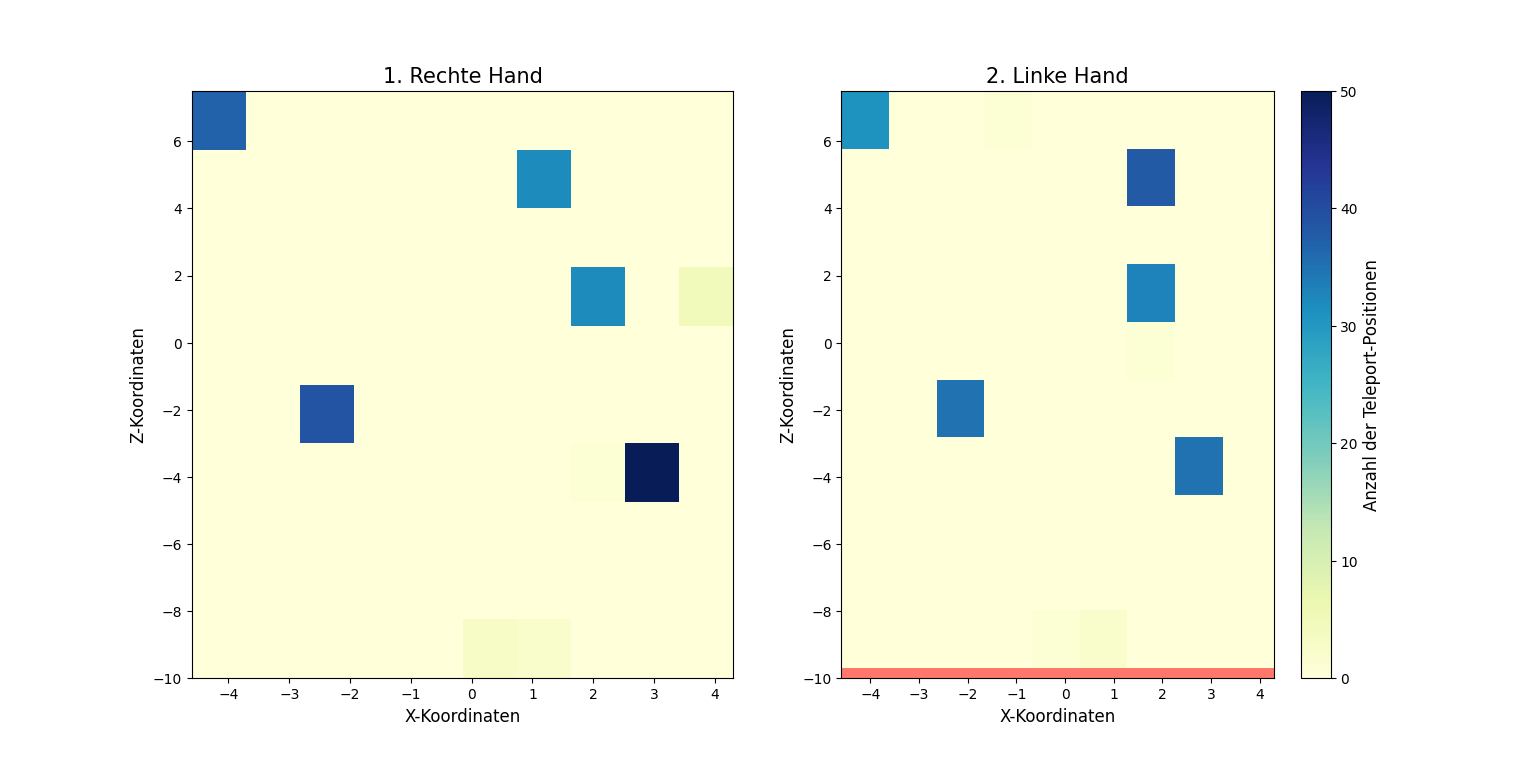 1. Rechte Hand
6
4
2
0
−2
−4
−6
−8
−10
Z-Koordinaten
−4 −3 −2 −1 0 1 2 3 4
X-Koordinaten
2. Linke Hand
6
4
2
0
−2
−4
−6
−8
−10
Z-Koordinaten
−4 −3 −2 −1 0 1 2 3 4
X-Koordinaten
50
40
30
20
10
0
Anzahl der Teleport-Positionen